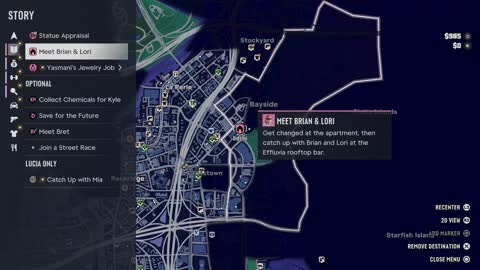 STORY
$985
$0
Statue Appraisal
Meet Brian & Lori
Yasmani's Jewelry Job
OPTIONAL
Collect Chemicals for Kyle
Save for the Future
Meet Bret
Join a Street Race
LUCIA ONLY
Catch Up with Mia
Stockyard
La Perle
Bayside
MEET BRIAN & LORI
Get changed at the apartment, then
catch up with Brian and Lori at the
Effluvia rooftop bar.
Starfish Island
RECENTER
2D VIEW
ADD MARKER
REMOVE DESTINATION
CLOSE MENU